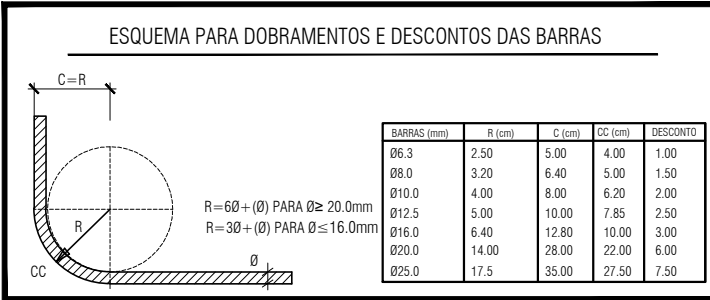 ESQUEMA PARA DOBRAMENTOS E DESCONTOS DAS BARRAS
C=R
R
CC
Ø
R=6Ø+(Ø) PARA Ø≥ 20.0mm
R=3Ø+(Ø) PARA Ø≤16.0mm
BARRAS (mm) R (cm) C (cm) CC (cm) DESCONTO
Ø6.3 2.50 5.00 4.00 1.00
Ø8.0 3.20 6.40 5.00 1.50
Ø10.0 4.00 8.00 6.20 2.00
Ø12.5 5.00 10.00 7.85 2.50
Ø16.0 6.40 12.80 10.00 3.00
Ø20.0 14.00 28.00 22.00 6.00
Ø25.0 17.5 35.00 27.50 7.50